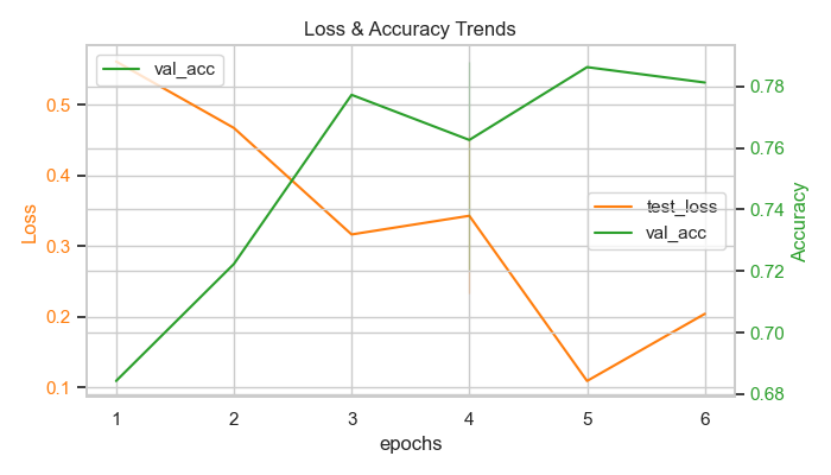 Loss & Accuracy Trends
val_acc
test_loss
val_acc
Loss
0.5
0.4
0.3
0.2
0.1
Accuracy
0.78
0.76
0.74
0.72
0.70
0.68
1 2 3 4 5 6
epochs